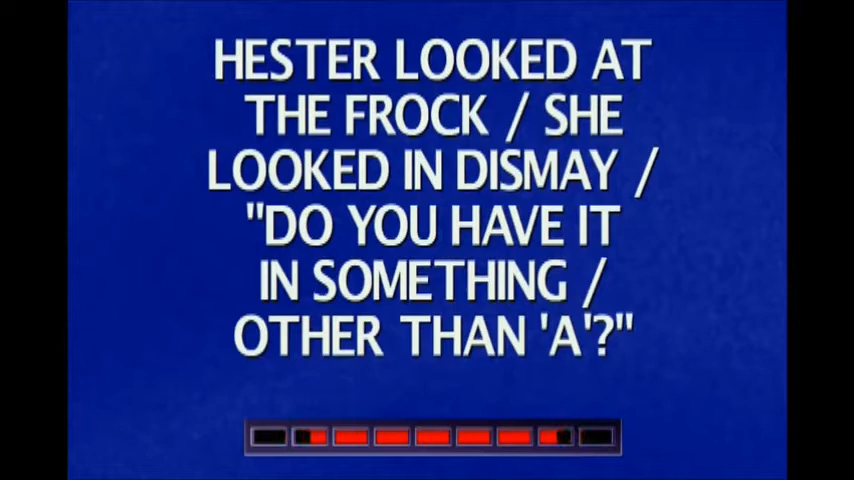 HESTER LOOKED AT
THE FROCK / SHE
LOOKED IN DISMAY /
"DO YOU HAVE IT
IN SOMETHING /
OTHER THAN 'A'?"